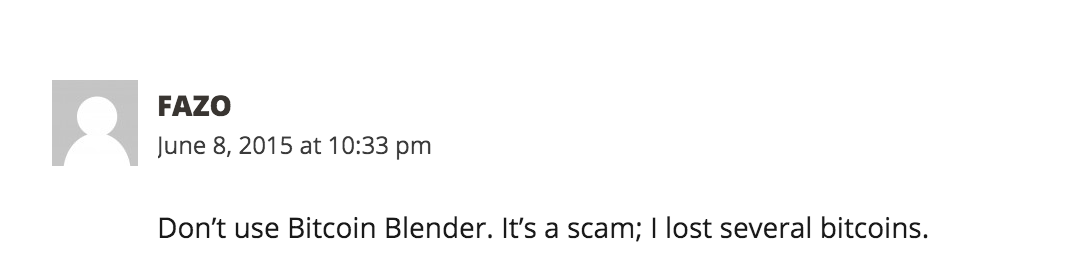 FAZO
June 8, 2015 at 10:33 pm
Don’t use Bitcoin Blender. It’s a scam; I lost several bitcoins.